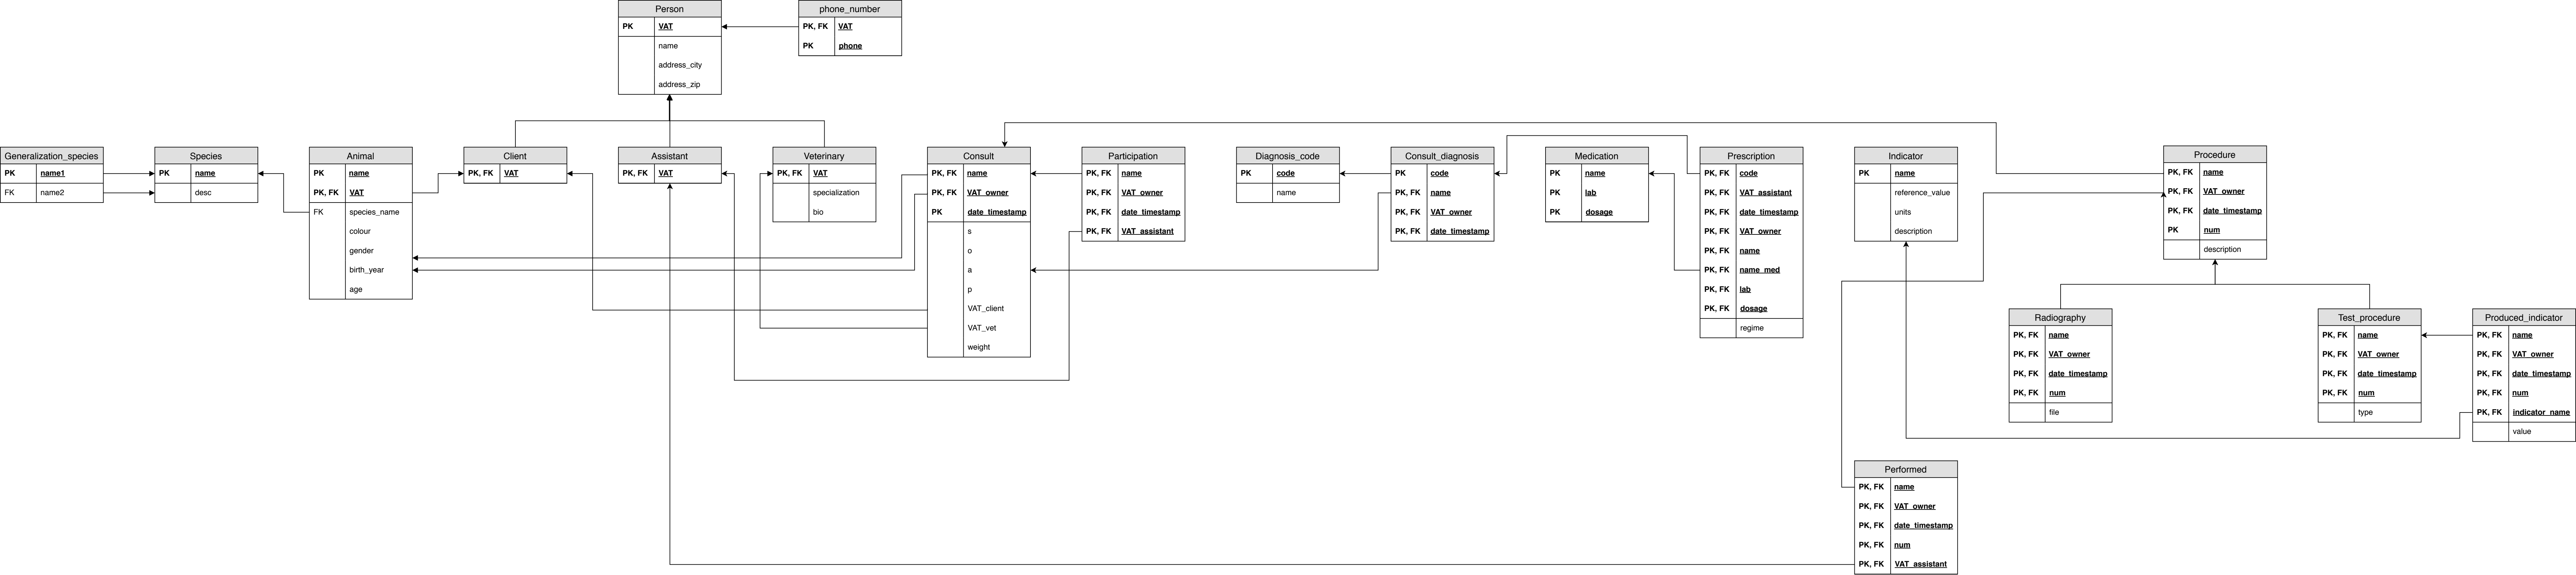 Person
PK VAT
name
address_city
address_zip
phone_number
PK, FK VAT
PK phone
Generalization_species
PK name1
FK name2
Species
PK name
desc
Animal
PK name
PK, FK VAT
FK species_name
colour
gender
birth_year
age
Client
PK, FK VAT
Assistant
PK, FK VAT
Veterinary
PK, FK VAT
specialization
bio
Consult
PK, FK name
PK, FK VAT_owner
PK date_timestamp
s
o
a
p
VAT_client
VAT_vet
weight
Participation
PK, FK name
PK, FK VAT_owner
PK, FK date_timestamp
PK, FK VAT_assistant
Diagnosis_code
PK code
name
Consult_diagnosis
PK code
PK, FK name
PK, FK VAT_owner
PK, FK date_timestamp
Medication
PK name
PK lab
PK dosage
Prescription
PK, FK code
PK, FK VAT_assistant
PK, FK date_timestamp
PK, FK VAT_owner
PK, FK name
PK, FK name_med
PK, FK lab
PK, FK dosage
regime
Indicator
PK name
reference_value
units
description
Procedure
PK, FK name
PK, FK VAT_owner
PK, FK date_timestamp
PK num
description
Radiography
PK, FK name
PK, FK VAT_owner
PK, FK date_timestamp
PK, FK num
file
Test_procedure
PK, FK name
PK, FK VAT_owner
PK, FK date_timestamp
PK, FK num
type
Produced_indicator
PK, FK name
PK, FK VAT_owner
PK, FK date_timestamp
PK, FK num
PK, FK indicator_name
value
Performed
PK, FK name
PK, FK VAT_owner
PK, FK date_timestamp
PK, FK num
PK, FK VAT_assistant